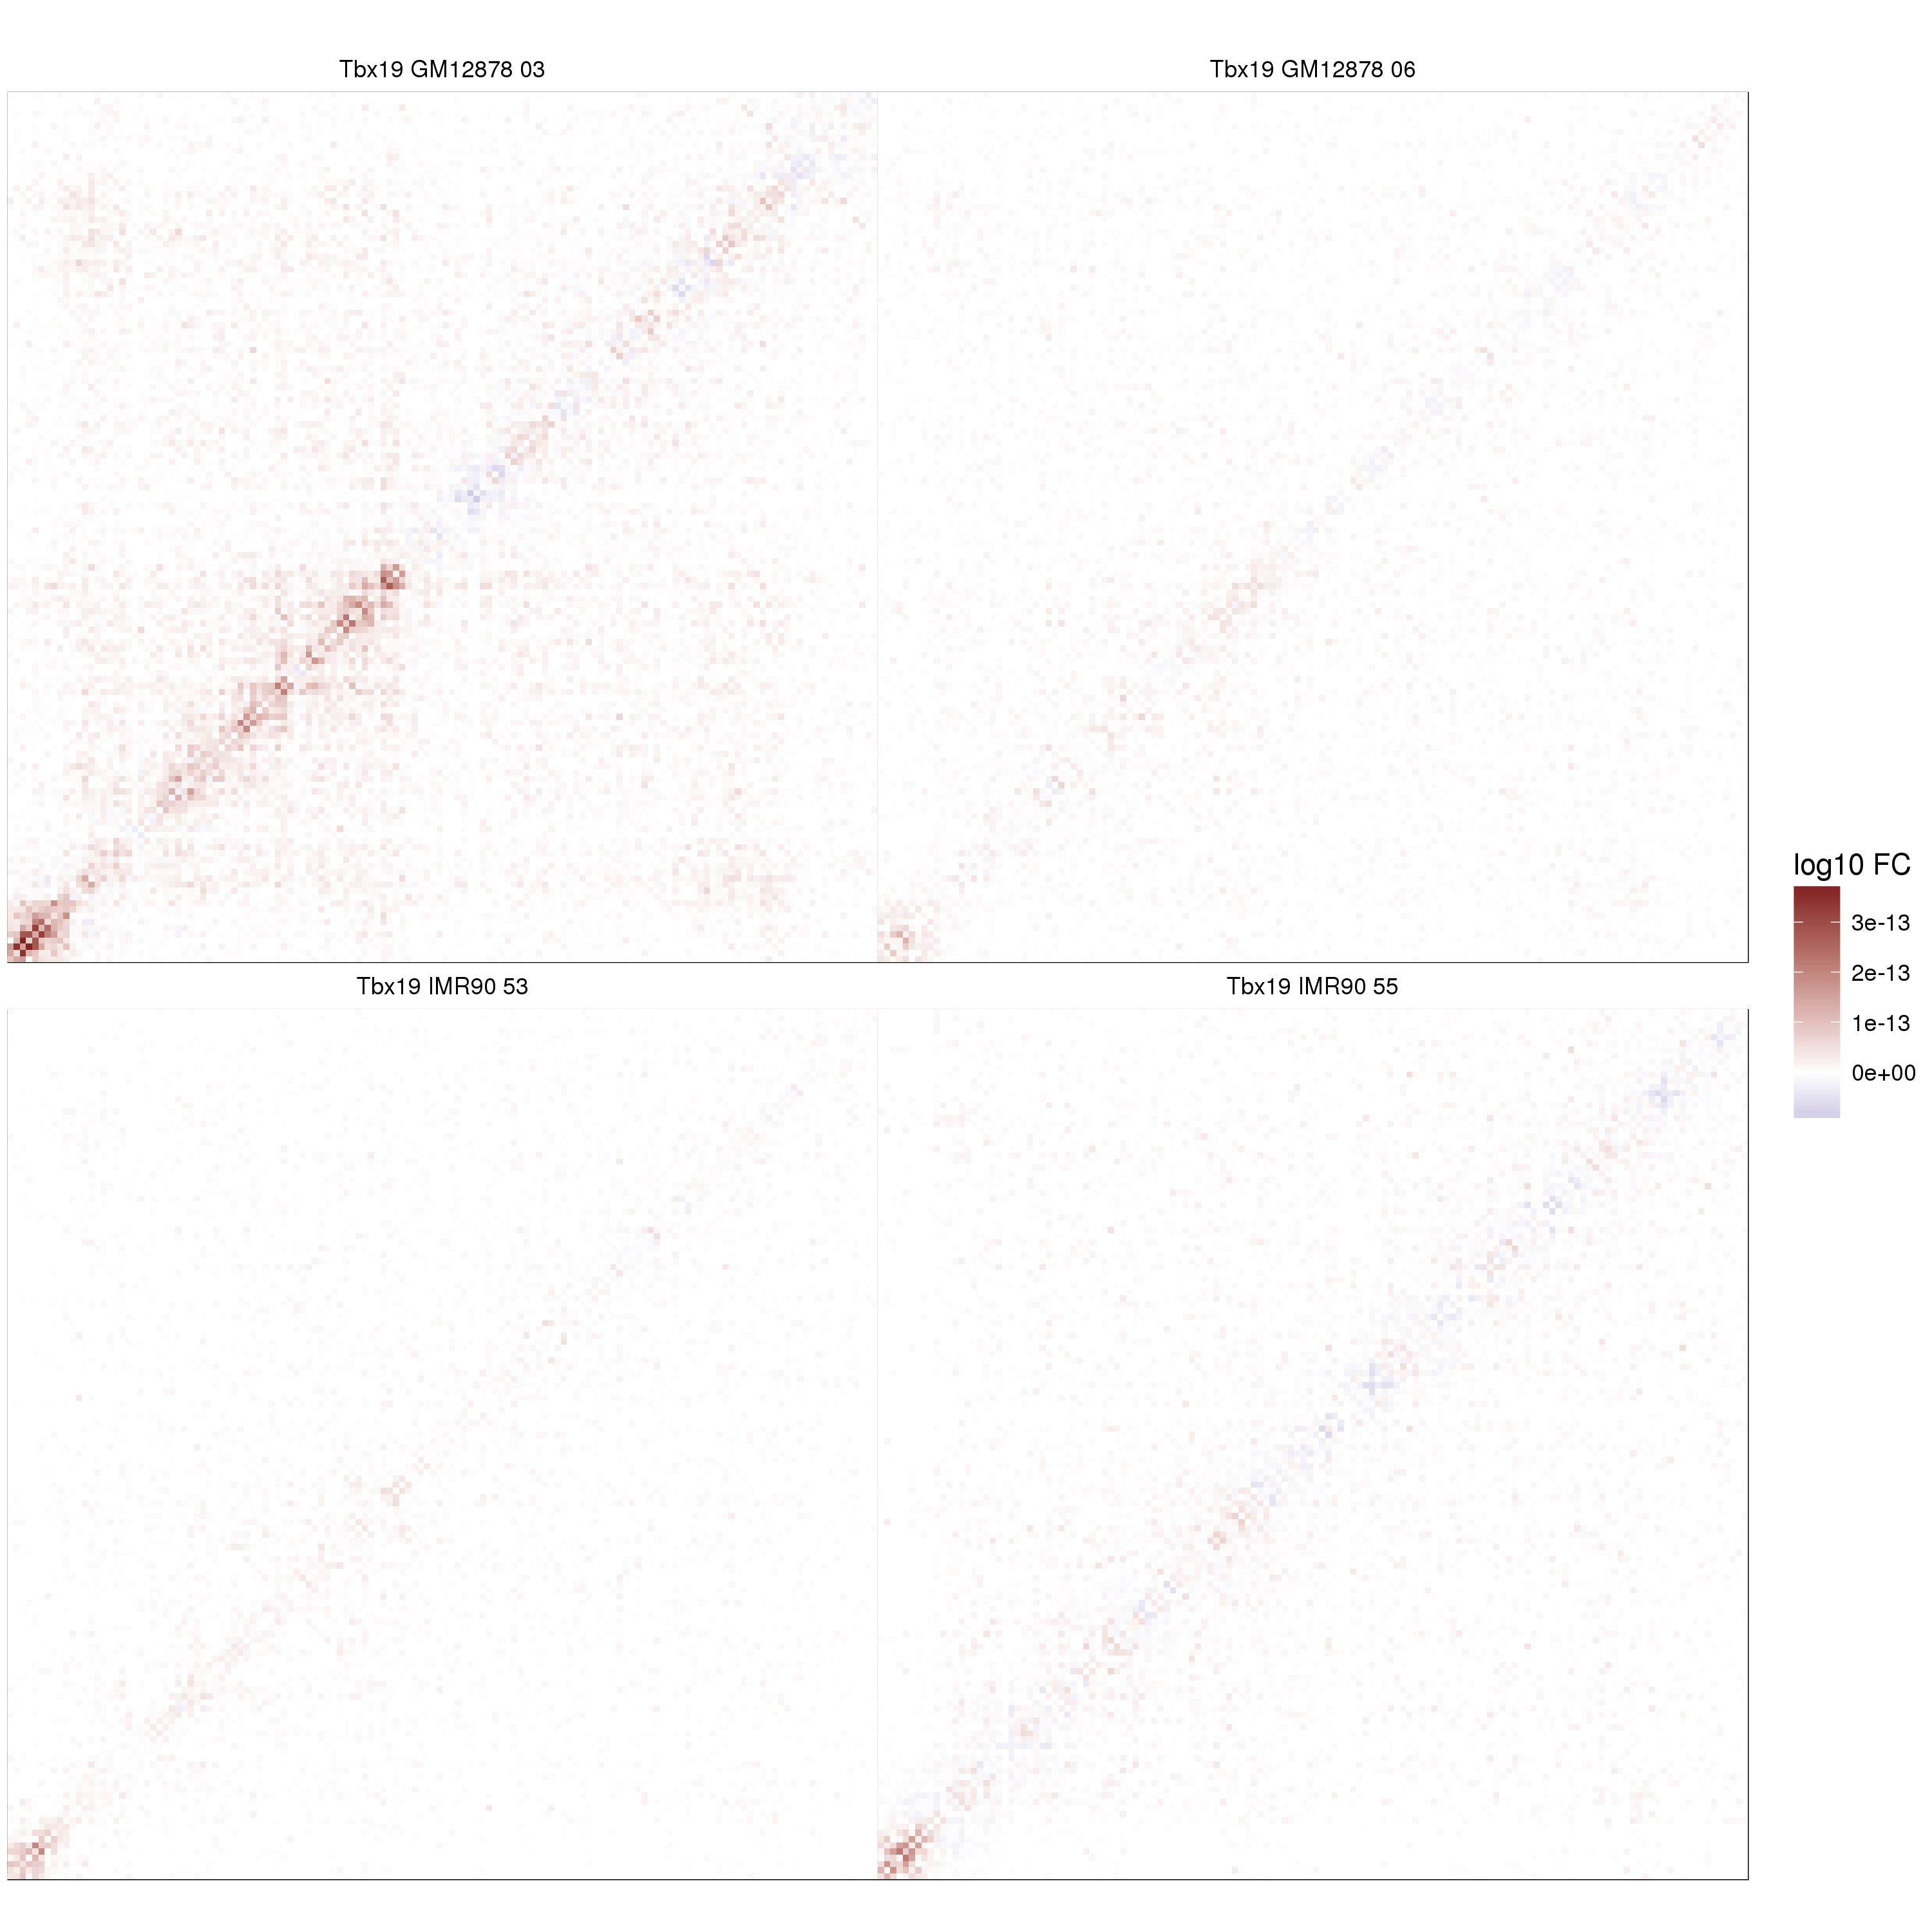 Tbx19 GM12878 03
Tbx19 GM12878 06
Tbx19 IMR90 53
Tbx19 IMR90 55
log10 FC
3e-13
2e-13
1e-13
0e+00